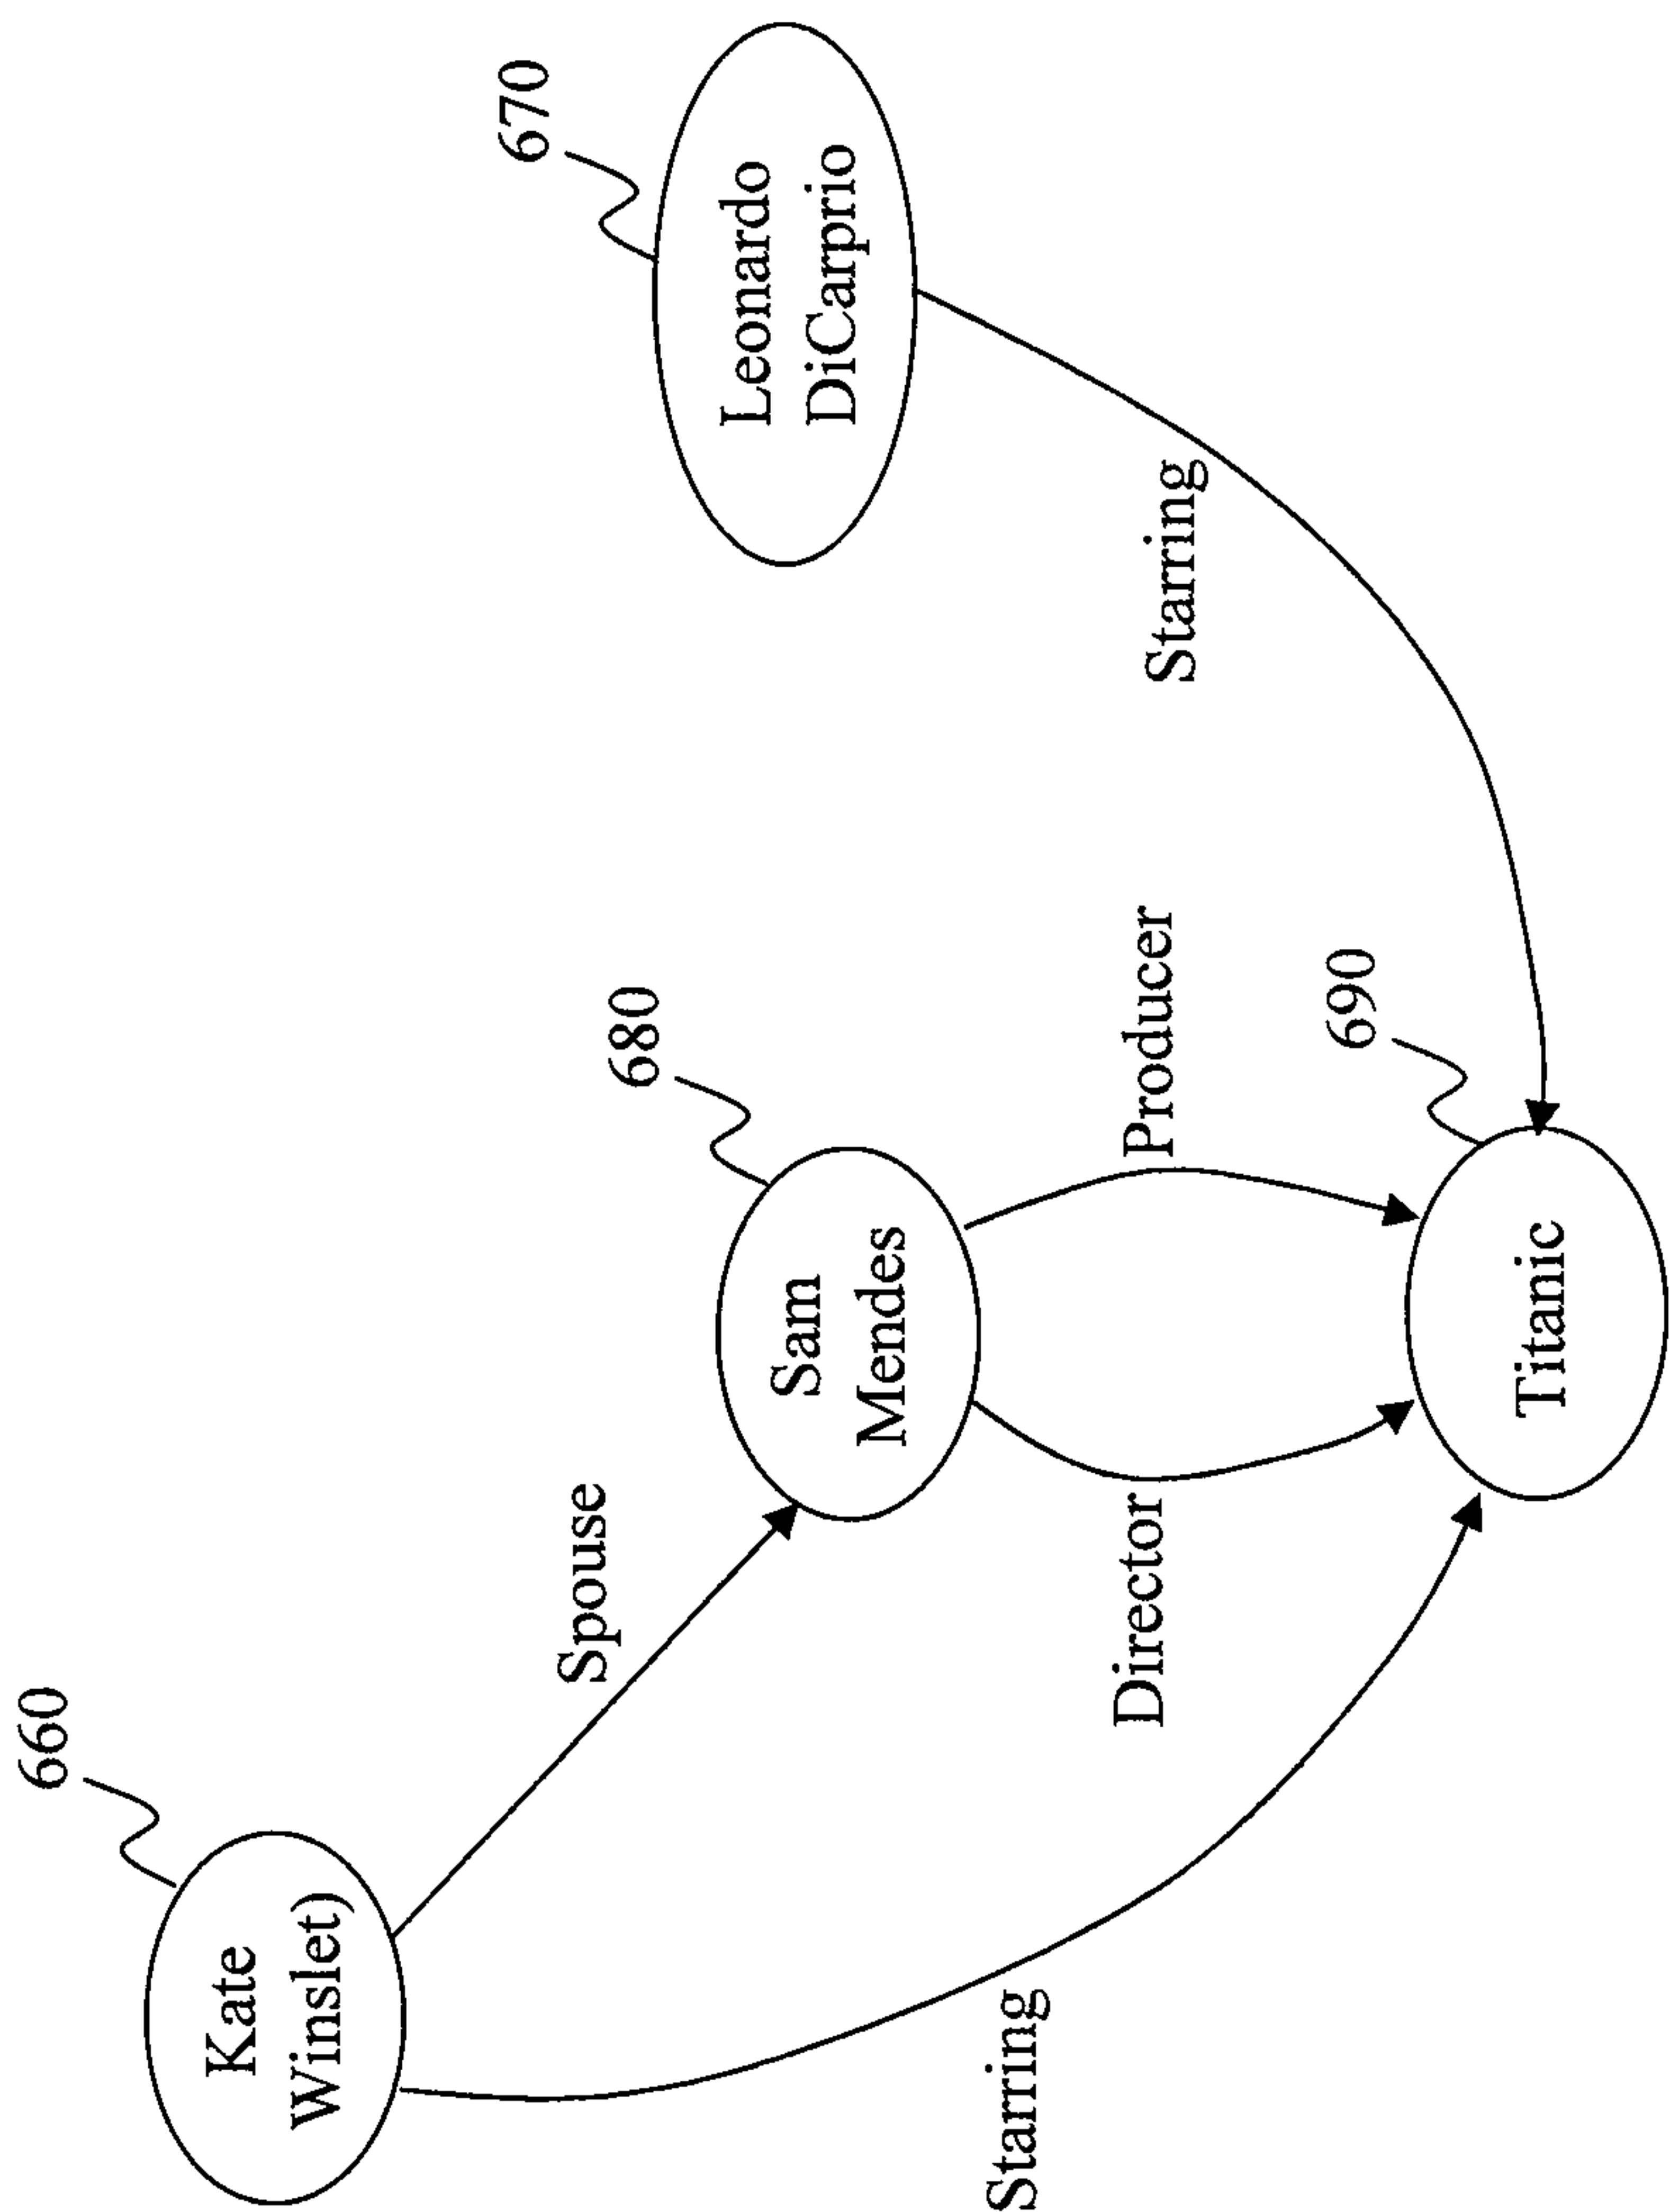 660
Kate
Winslet)
Spouse
680
Sam
Mendes
670
Leonardo
DiCarprio
Starring
Director
Producer
Starring
690
Titanic